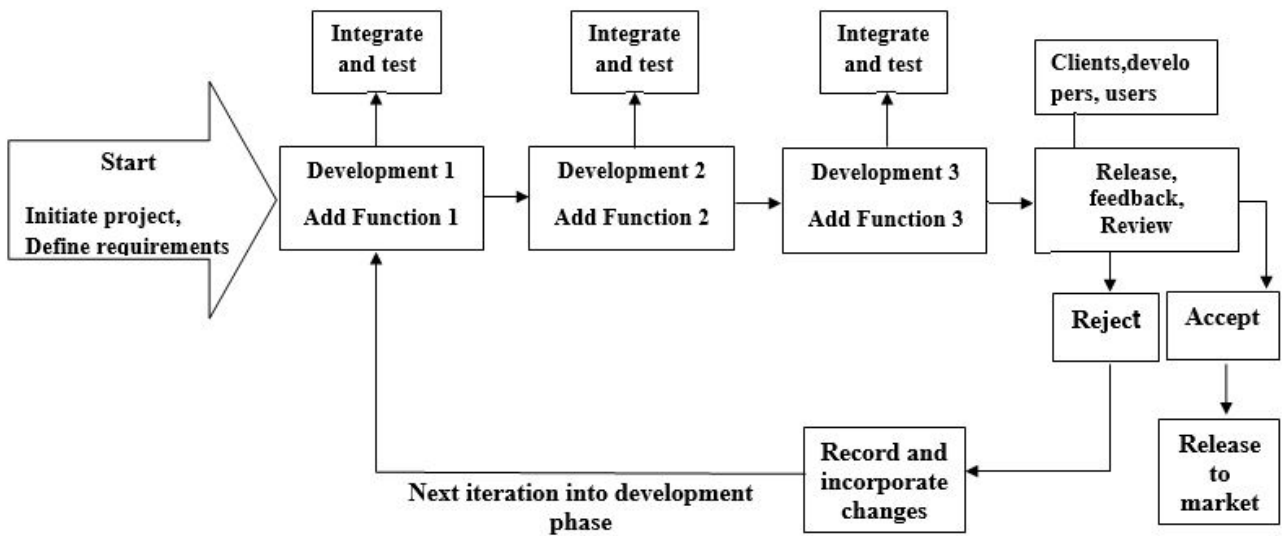 Integrate
and test
Integrate
and test
Integrate
and test
Clients,develo
pers, users
Start
Initiate project,
Define requirements
Development 1
Add Function 1
Development 2
Add Function 2
Development 3
Add Function 3
Release,
feedback,
Review
Reject
Accept
Record and
incorporate
changes
Release
to
market
Next iteration into development
phase